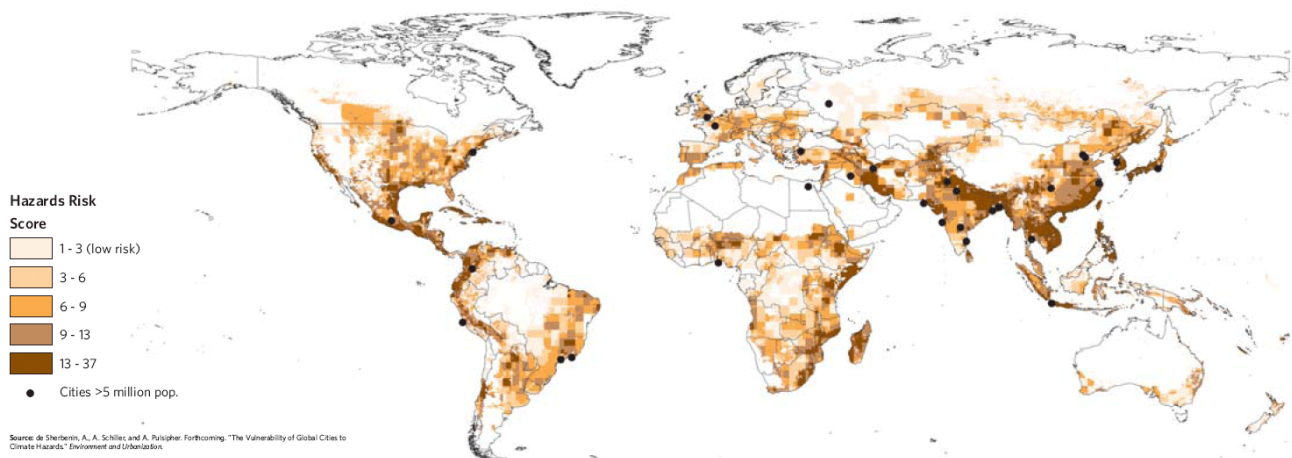 Hazards Risk
Score
1 - 3 (low risk)
3 - 6
6 - 9
9 - 13
13 - 37
Cities >5 million pop.
Source: de Sherbenin, A., A. Schiller, and A. Pulsipher. Forthcoming. "The Vulnerability of Global Cities to
Climate Hazards." Environment and Urbanization.